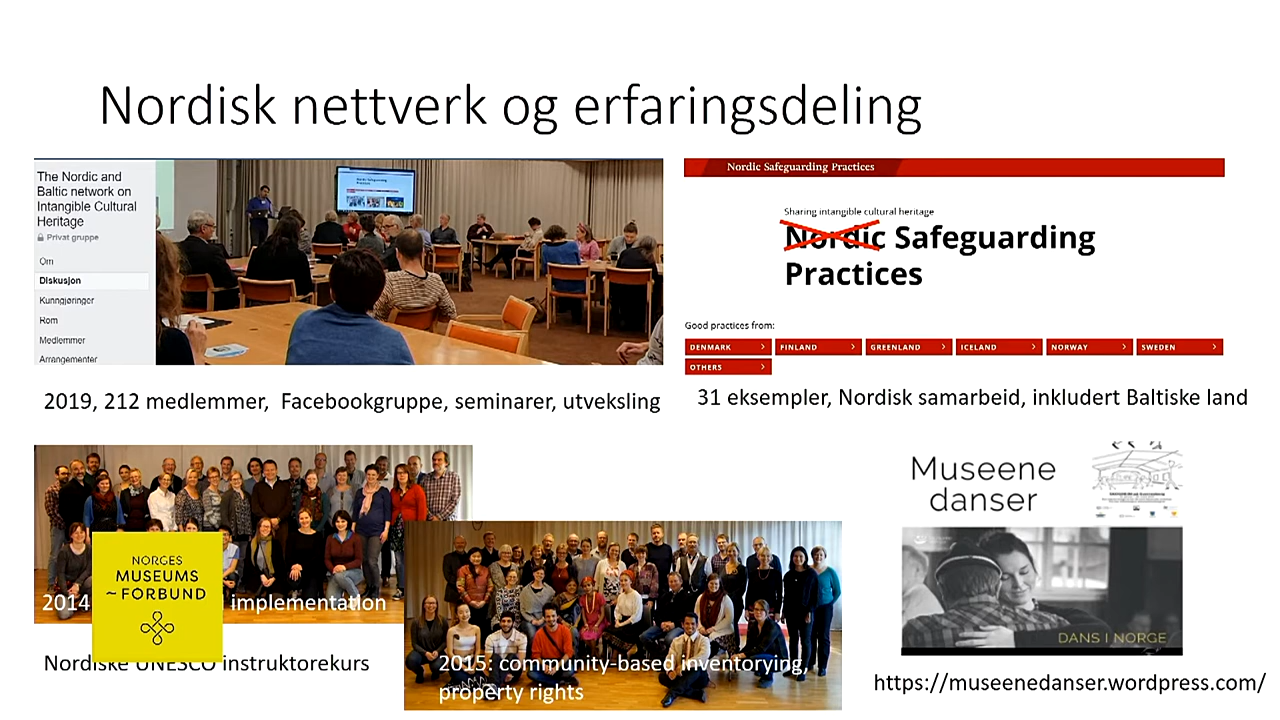 Nordisk nettverk og erfaringsdeling
The Nordic and
Baltic network on
Intangible Cultural
Heritage
Privat gruppe
Om
Diskusjon
Kunngjøringer
Rom
Medlemmer
Arrangementer
Nordic Safeguarding
Practices
2019, 212 medlemmer, Facebookgruppe, seminarer, utveksling
Nordic Safeguarding Practices
Sharing intangible cultural heritage
Nordic Safeguarding
Practices
Good practices from:
DENMARK FINLAND GREENLAND ICELAND NORWAY SWEDEN
OTHERS
31 eksempler, Nordisk samarbeid, inkludert Baltiske land
2014 implementation
NORGES
MUSEUMS
~FORBUND
Nordiske UNESCO instruktorekurs
2015: community-based inventorying,
property rights
Museene
danser
DANS I NORGE
https://museenedanser.wordpress.com/